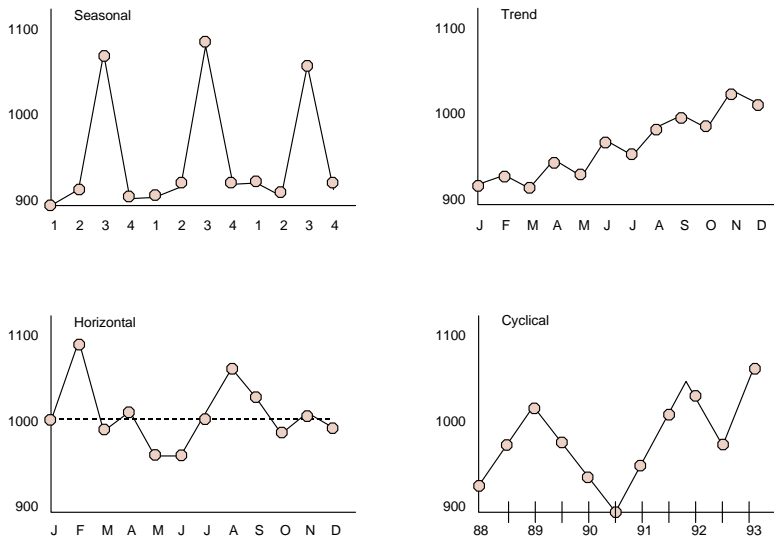 Seasonal
1100
1000
900
1 2 3 4 1 2 3 4 1 2 3 4
Trend
1100
1000
900
J F M A M J J A S O N D
Horizontal
1100
1000
900
J F M A M J J A S O N D
Cyclical
1100
1000
900
88 89 90 91 92 93